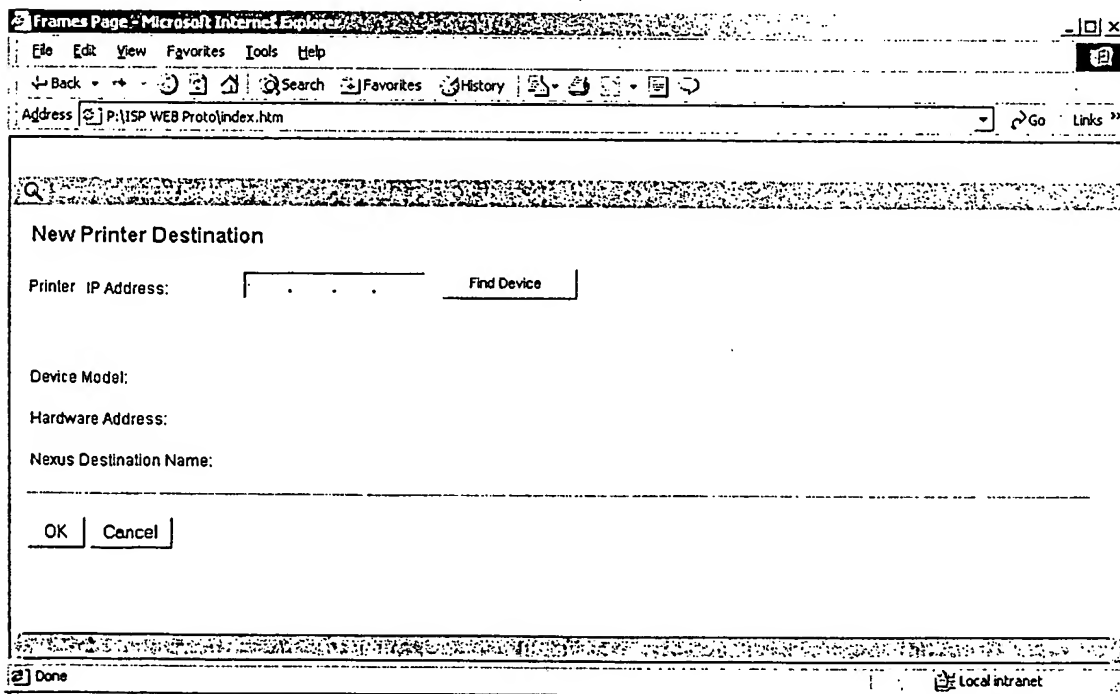 Frames Page - Microsoft Internet Explorer
File Edit View Favorites Tools Help
Back Search Favorites History
Address P:\ISP WEB Proto\index.htm Go Links »
New Printer Destination
Printer IP Address: . . . Find Device
Device Model:
Hardware Address:
Nexus Destination Name:
OK Cancel
Done Local intranet